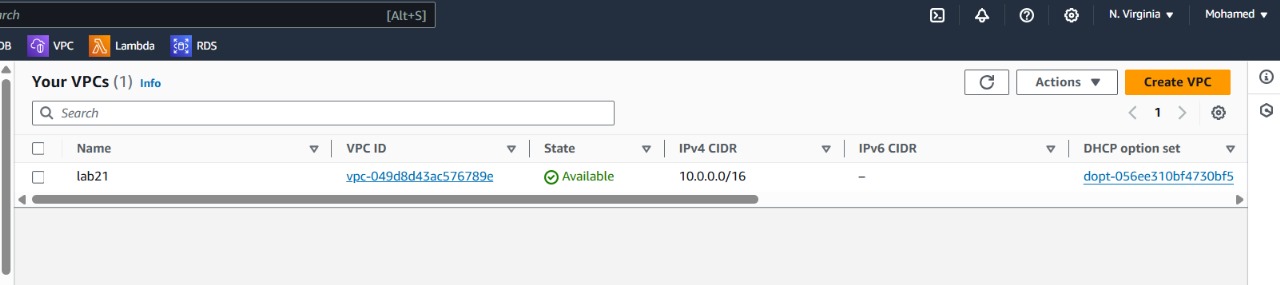 rch [Alt+S] N. Virginia Mohamed
DB VPC Lambda RDS
Your VPCs (1) Info Actions Create VPC
Search
1
Name VPC ID State IPv4 CIDR IPv6 CIDR DHCP option set
lab21 vpc-049d8d43ac576789e Available 10.0.0.0/16 – dopt-056ee310bf4730bf5